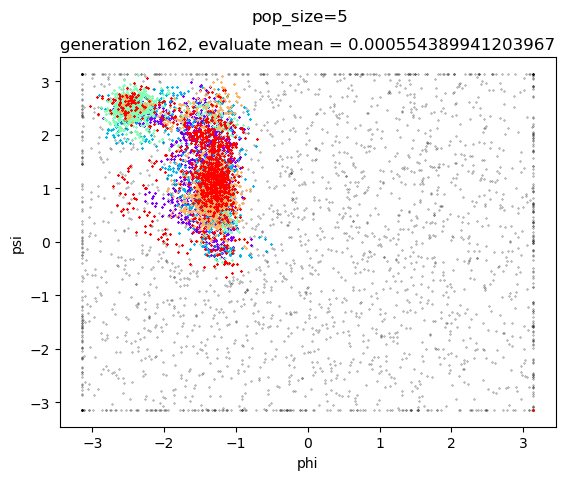 pop_size=5
generation 162, evaluate mean = 0.000554389941203967
3
2
1
0
−1
−2
−3
psi
−3 −2 −1 0 1 2 3
phi